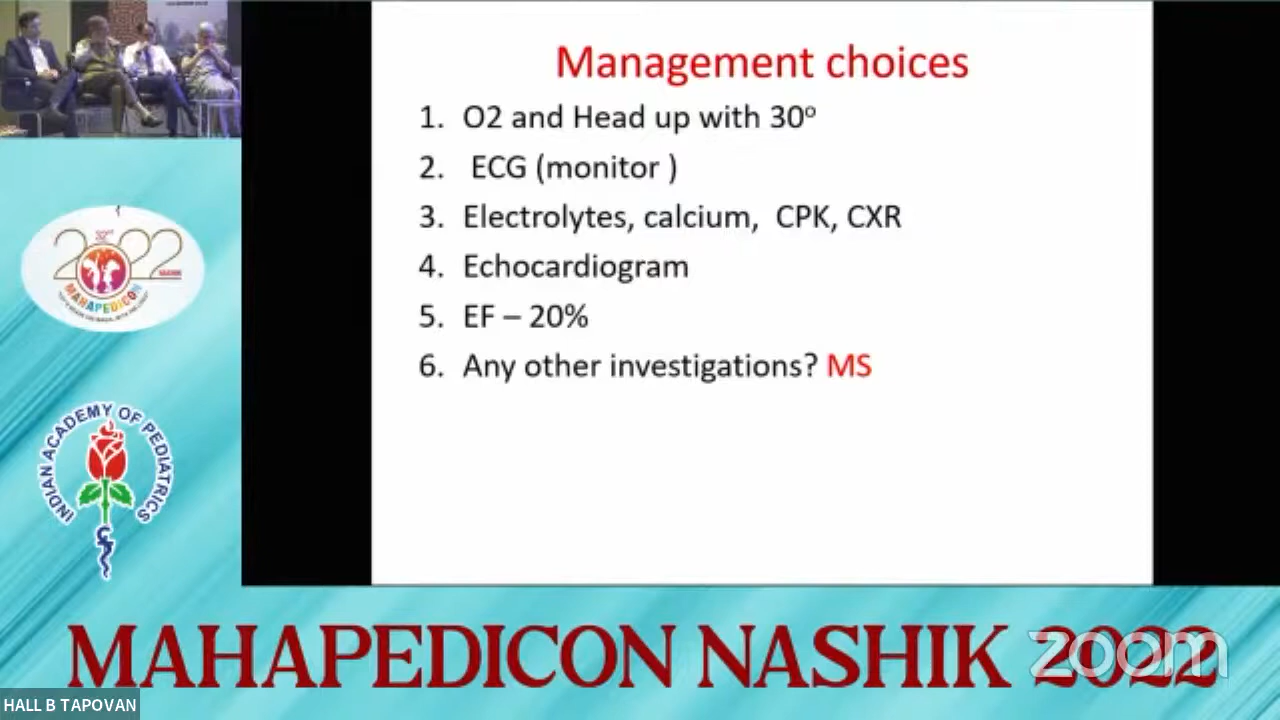 Management choices
1. O2 and Head up with 30º
2. ECG (monitor )
3. Electrolytes, calcium, CPK, CXR
4. Echocardiogram
5. EF – 20%
6. Any other investigations? MS
32nd
2022
NASHIK
MAHAPEDICON
INDIAN ACADEMY OF PEDIATRICS
MAHAPEDICON NASHIK 2022
zoom
HALL B TAPOVAN